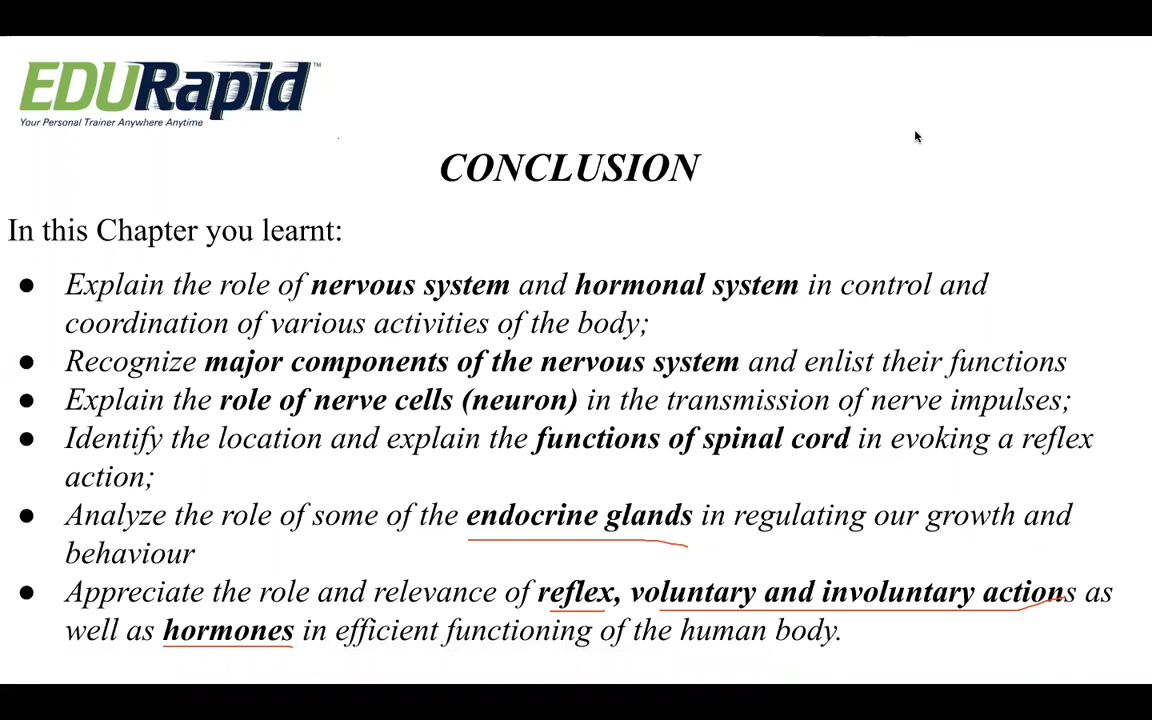 EDURapid™
Your Personal Trainer Anywhere Anytime
CONCLUSION
In this Chapter you learnt:
● Explain the role of nervous system and hormonal system in control and
coordination of various activities of the body;
● Recognize major components of the nervous system and enlist their functions
● Explain the role of nerve cells (neuron) in the transmission of nerve impulses;
● Identify the location and explain the functions of spinal cord in evoking a reflex
action;
● Analyze the role of some of the endocrine glands in regulating our growth and
behaviour
● Appreciate the role and relevance of reflex, voluntary and involuntary actions as
well as hormones in efficient functioning of the human body.